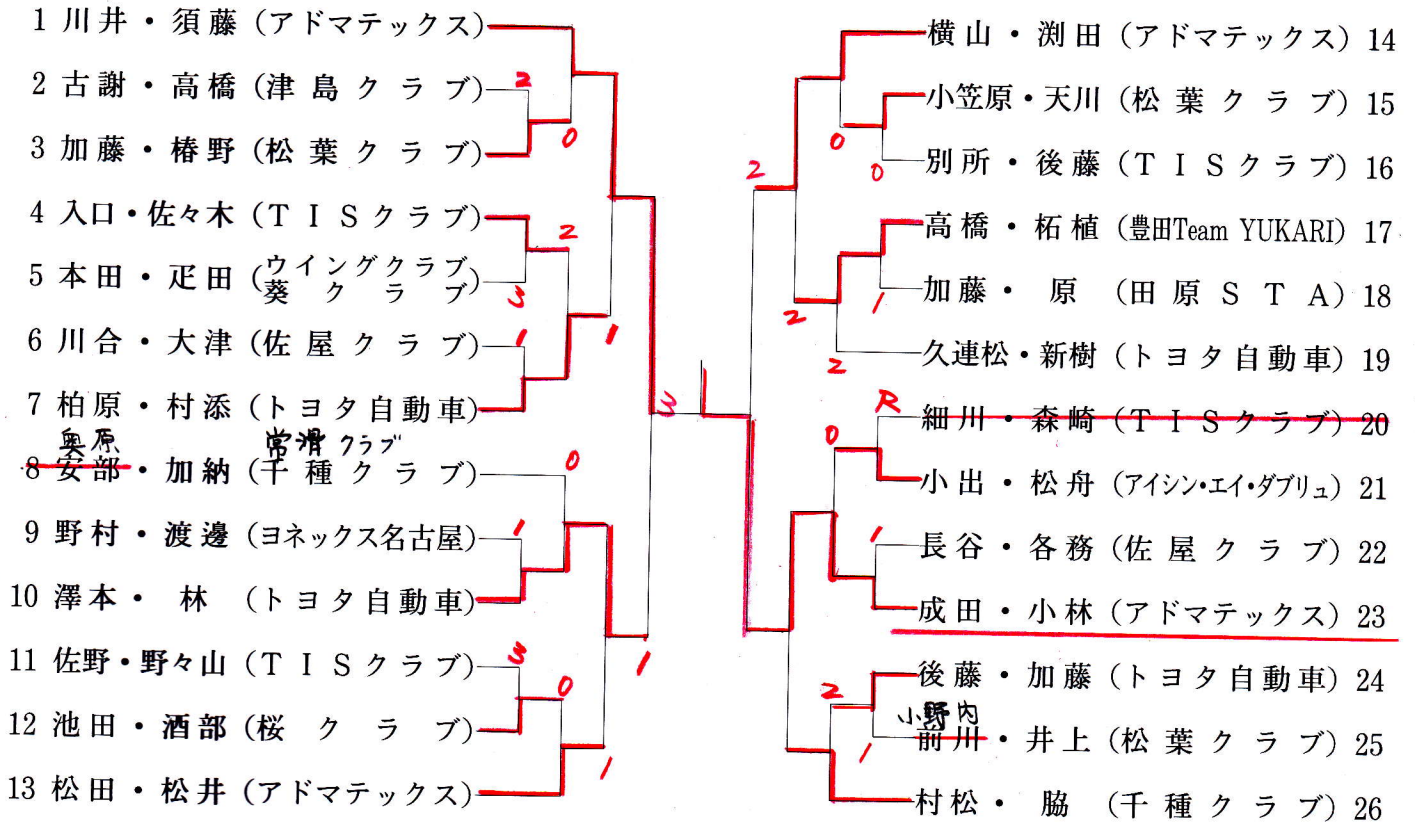 1 川井・須藤 (アドマテックス)
2
2 古謝・高橋 (津島クラブ)
0
3 加藤・椿野 (松葉クラブ)
4 入口・佐々木 (TISクラブ)
2
5 本田・疋田 (ウイングクラブ
葵クラブ)
3
6 川合・大津 (佐屋クラブ)
1
1
7 柏原・村添 (トヨタ自動車)
3
奥原 常滑クラブ
8 安部・加納 (千種クラブ)
0
9 野村・渡邊 (ヨネックス名古屋)
1
10 澤本・林 (トヨタ自動車)
11 佐野・野々山 (TISクラブ)
3
1
12 池田・酒部 (桜クラブ)
0
1
13 松田・松井 (アドマテックス)
横山・渕田 (アドマテックス) 14
小笠原・天川 (松葉クラブ) 15
0
2
0
別所・後藤 (TISクラブ) 16
高橋・柘植 (豊田Team YUKARI) 17
加藤・原 (田原STA) 18
1
2
久連松・新樹 (トヨタ自動車) 19
2
R
細川・森崎 (TISクラブ) 20
0
小出・松舟 (アイシン・エイ・ダブリュ) 21
1
長谷・各務 (佐屋クラブ) 22
成田・小林 (アドマテックス) 23
後藤・加藤 (トヨタ自動車) 24
2
小野内
前川・井上 (松葉クラブ) 25
1
村松・脇 (千種クラブ) 26